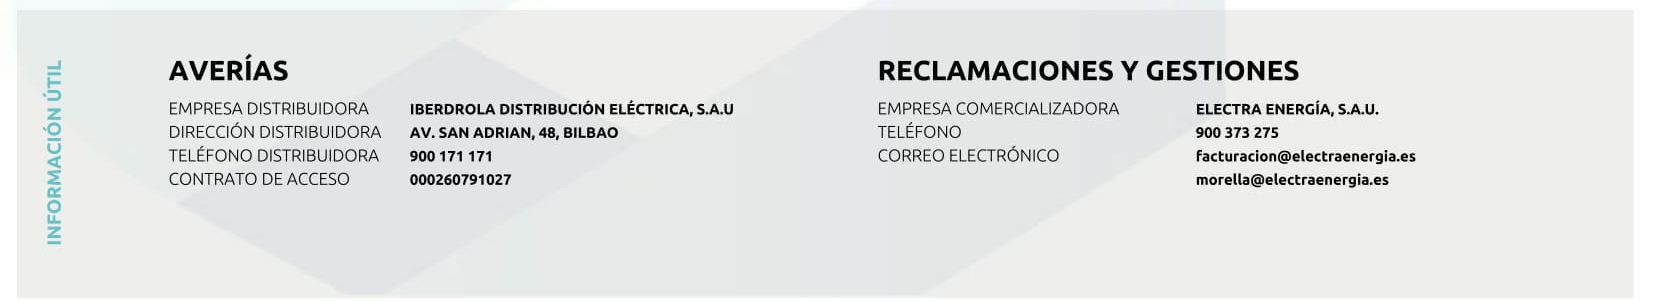 INFORMACIÓN ÚTIL
AVERÍAS
EMPRESA DISTRIBUIDORA IBERDROLA DISTRIBUCIÓN ELÉCTRICA, S.A.U
DIRECCIÓN DISTRIBUIDORA AV. SAN ADRIAN, 48, BILBAO
TELÉFONO DISTRIBUIDORA 900 171 171
CONTRATO DE ACCESO 000260791027
RECLAMACIONES Y GESTIONES
EMPRESA COMERCIALIZADORA ELECTRA ENERGÍA, S.A.U.
TELÉFONO 900 373 275
CORREO ELECTRÓNICO facturacion@electraenergia.es
morella@electraenergia.es